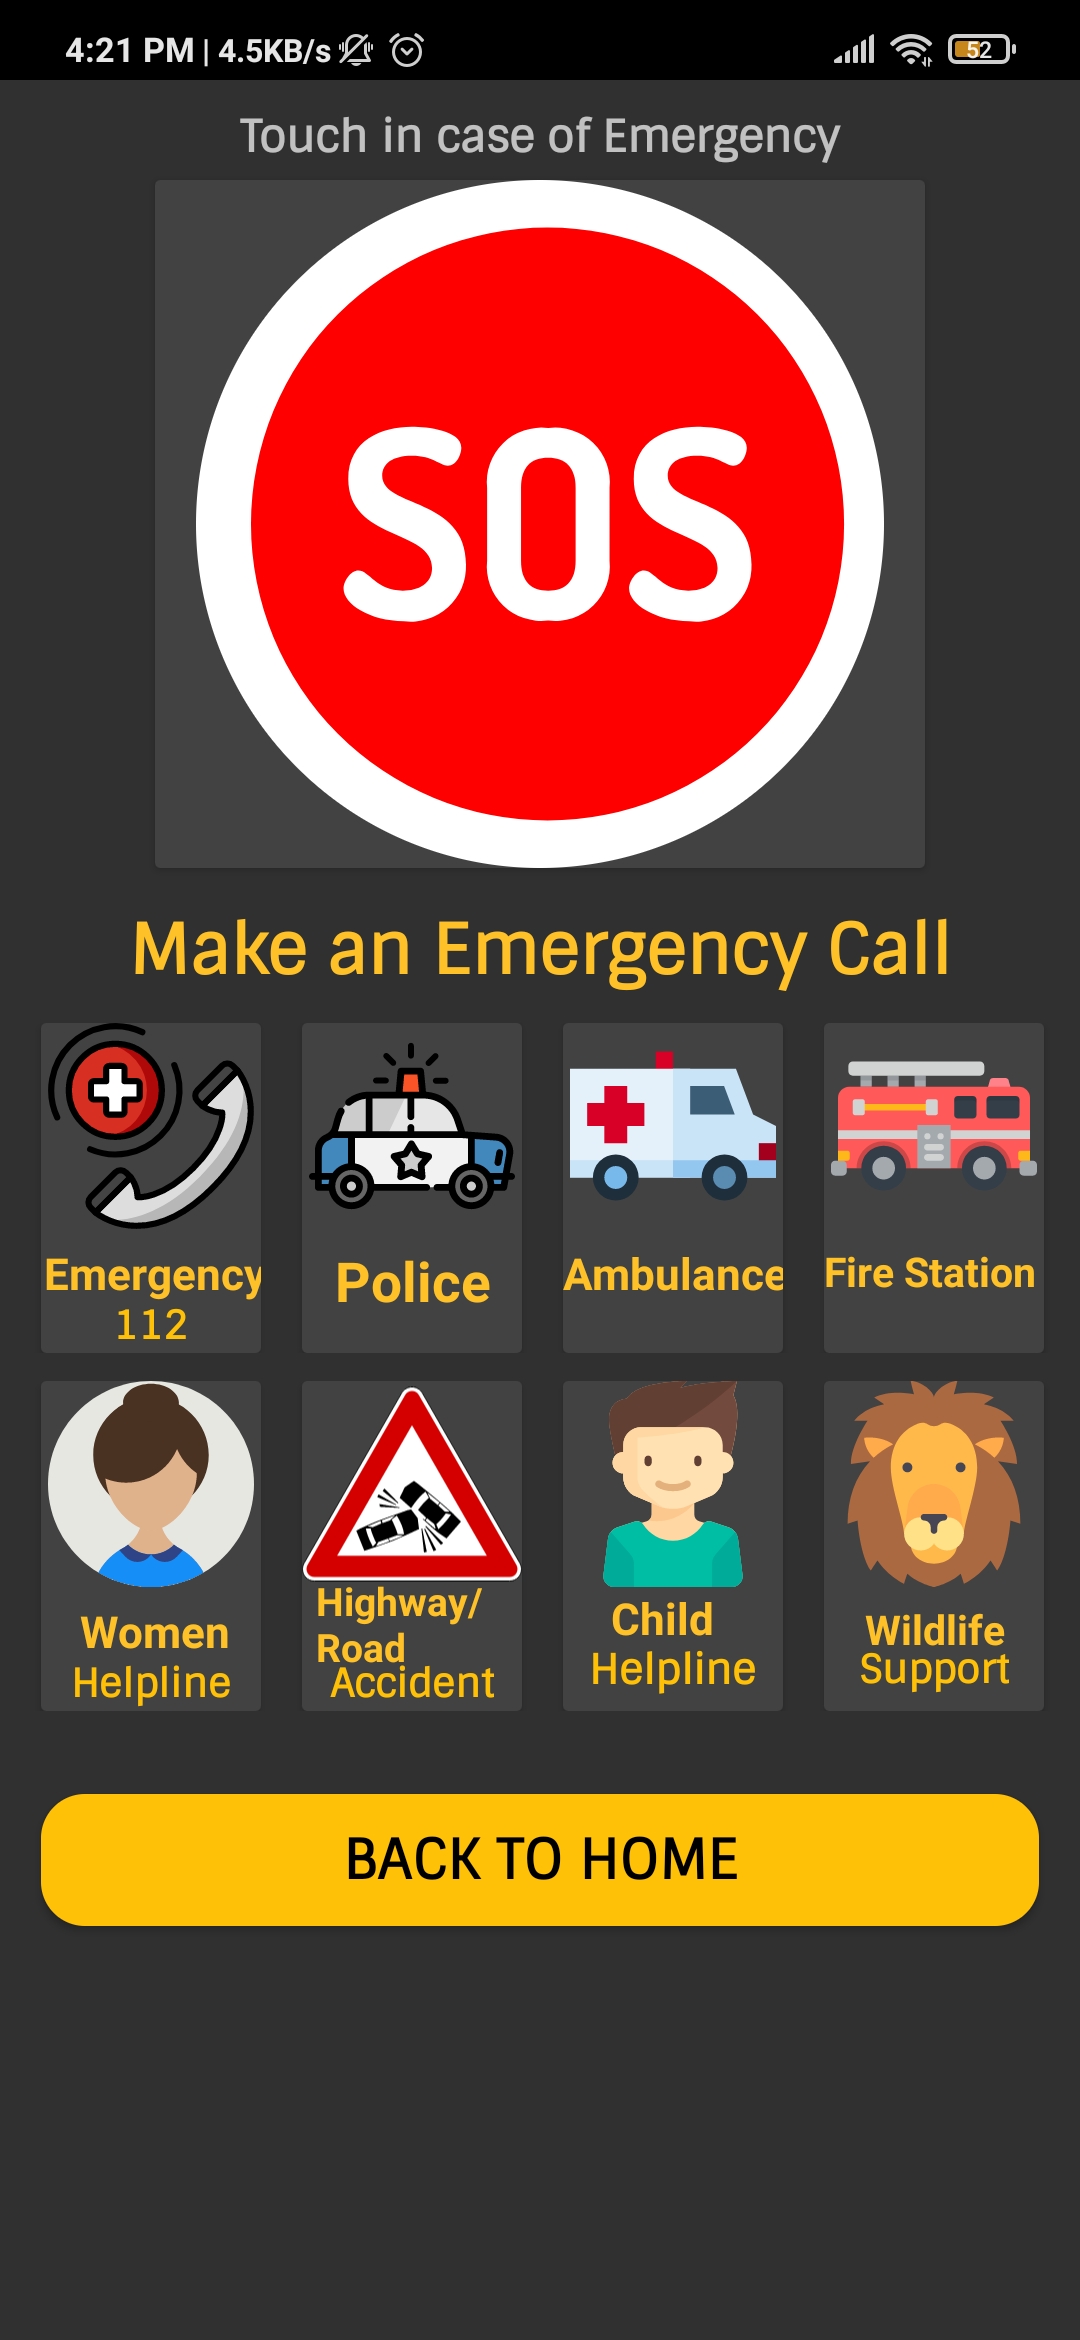 4:21 PM | 4.5KB/s
52
Touch in case of Emergency
SOS
Make an Emergency Call
Emergency
112
Police
Ambulance
Fire Station
Women
Helpline
Highway/
Road
Accident
Child
Helpline
Wildlife
Support
BACK TO HOME